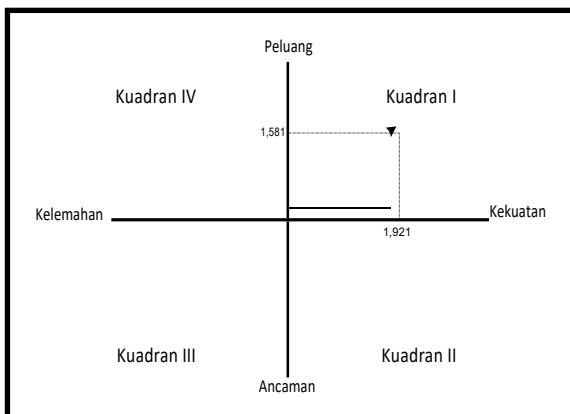 Peluang
Kuadran IV
Kuadran I
1,581
Kelemahan
Kekuatan
1,921
Kuadran III
Kuadran II
Ancaman